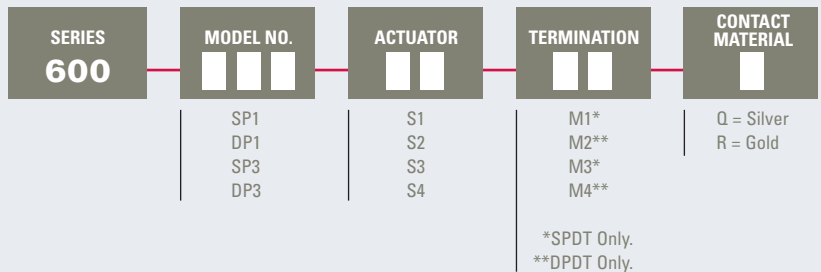 SERIES
600
MODEL NO.
SP1
DP1
SP3
DP3
ACTUATOR
S1
S2
S3
S4
TERMINATION
M1*
M2**
M3*
M4**
*SPDT Only.
**DPDT Only.
CONTACT
MATERIAL
Q = Silver
R = Gold